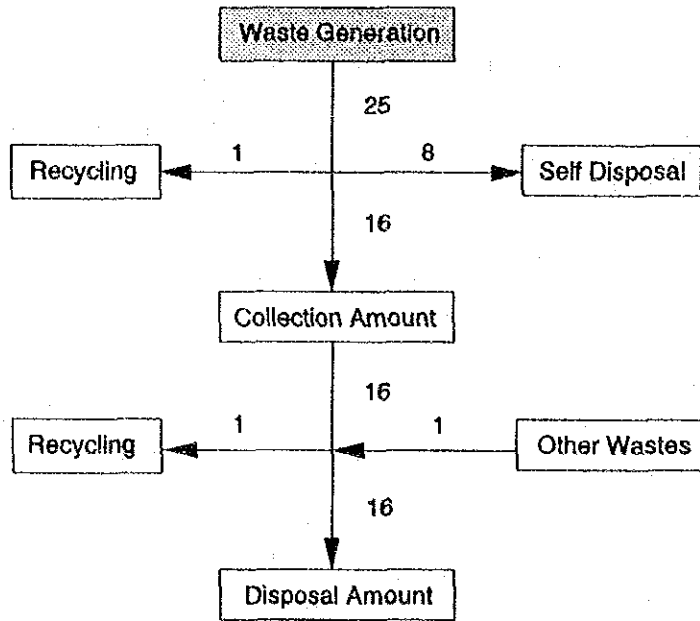 Waste Generation
25
1
8
Recycling
Self Disposal
16
Collection Amount
16
1
1
Recycling
Other Wastes
16
Disposal Amount